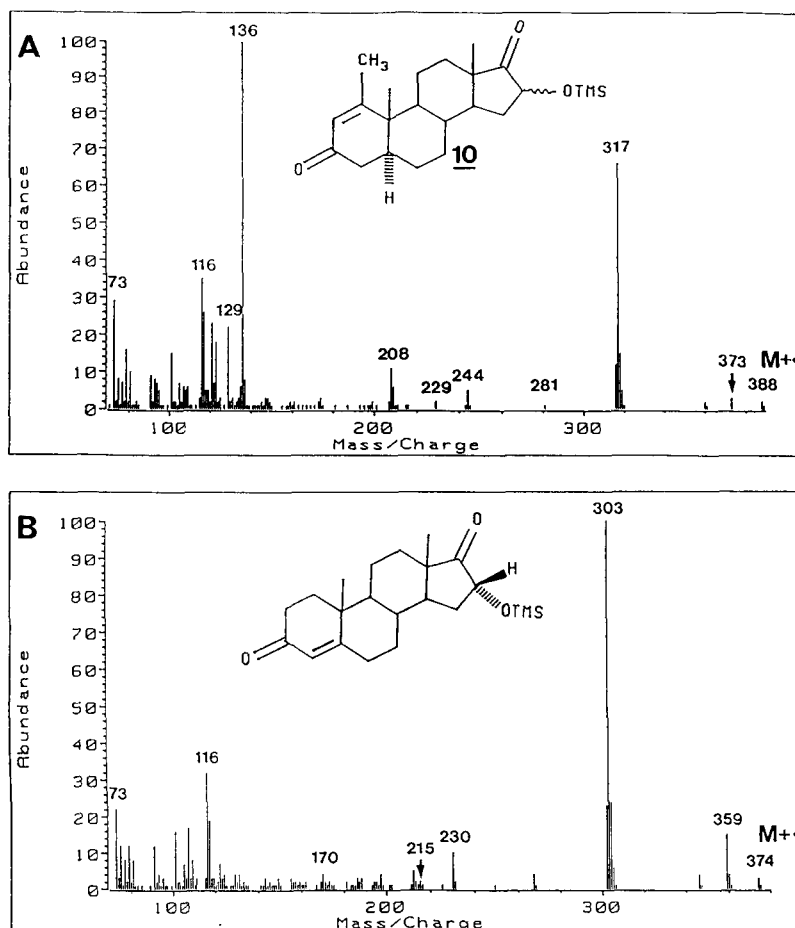 A
Abundance
100
90
80
70
60
50
40
30
20
10
0
136
CH3
O
OTMS
O
H
10
317
73
116
129
208
229
244
281
373
M+·
388
100
200
300
Mass/Charge
B
Abundance
100
90
80
70
60
50
40
30
20
10
0
303
O
H
OTMS
O
73
116
170
215
230
359
M+·
374
100
200
300
Mass/Charge